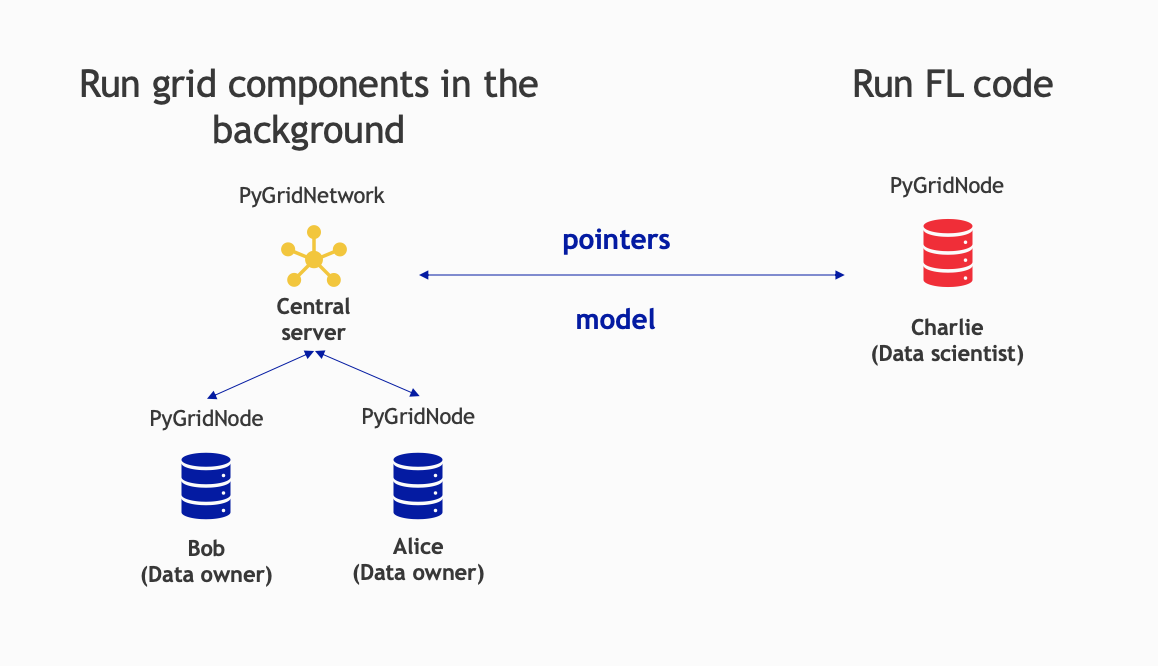 Run grid components in the
background
Run FL code
PyGridNetwork
Central
server
pointers
model
PyGridNode
Charlie
(Data scientist)
PyGridNode
Bob
(Data owner)
PyGridNode
Alice
(Data owner)